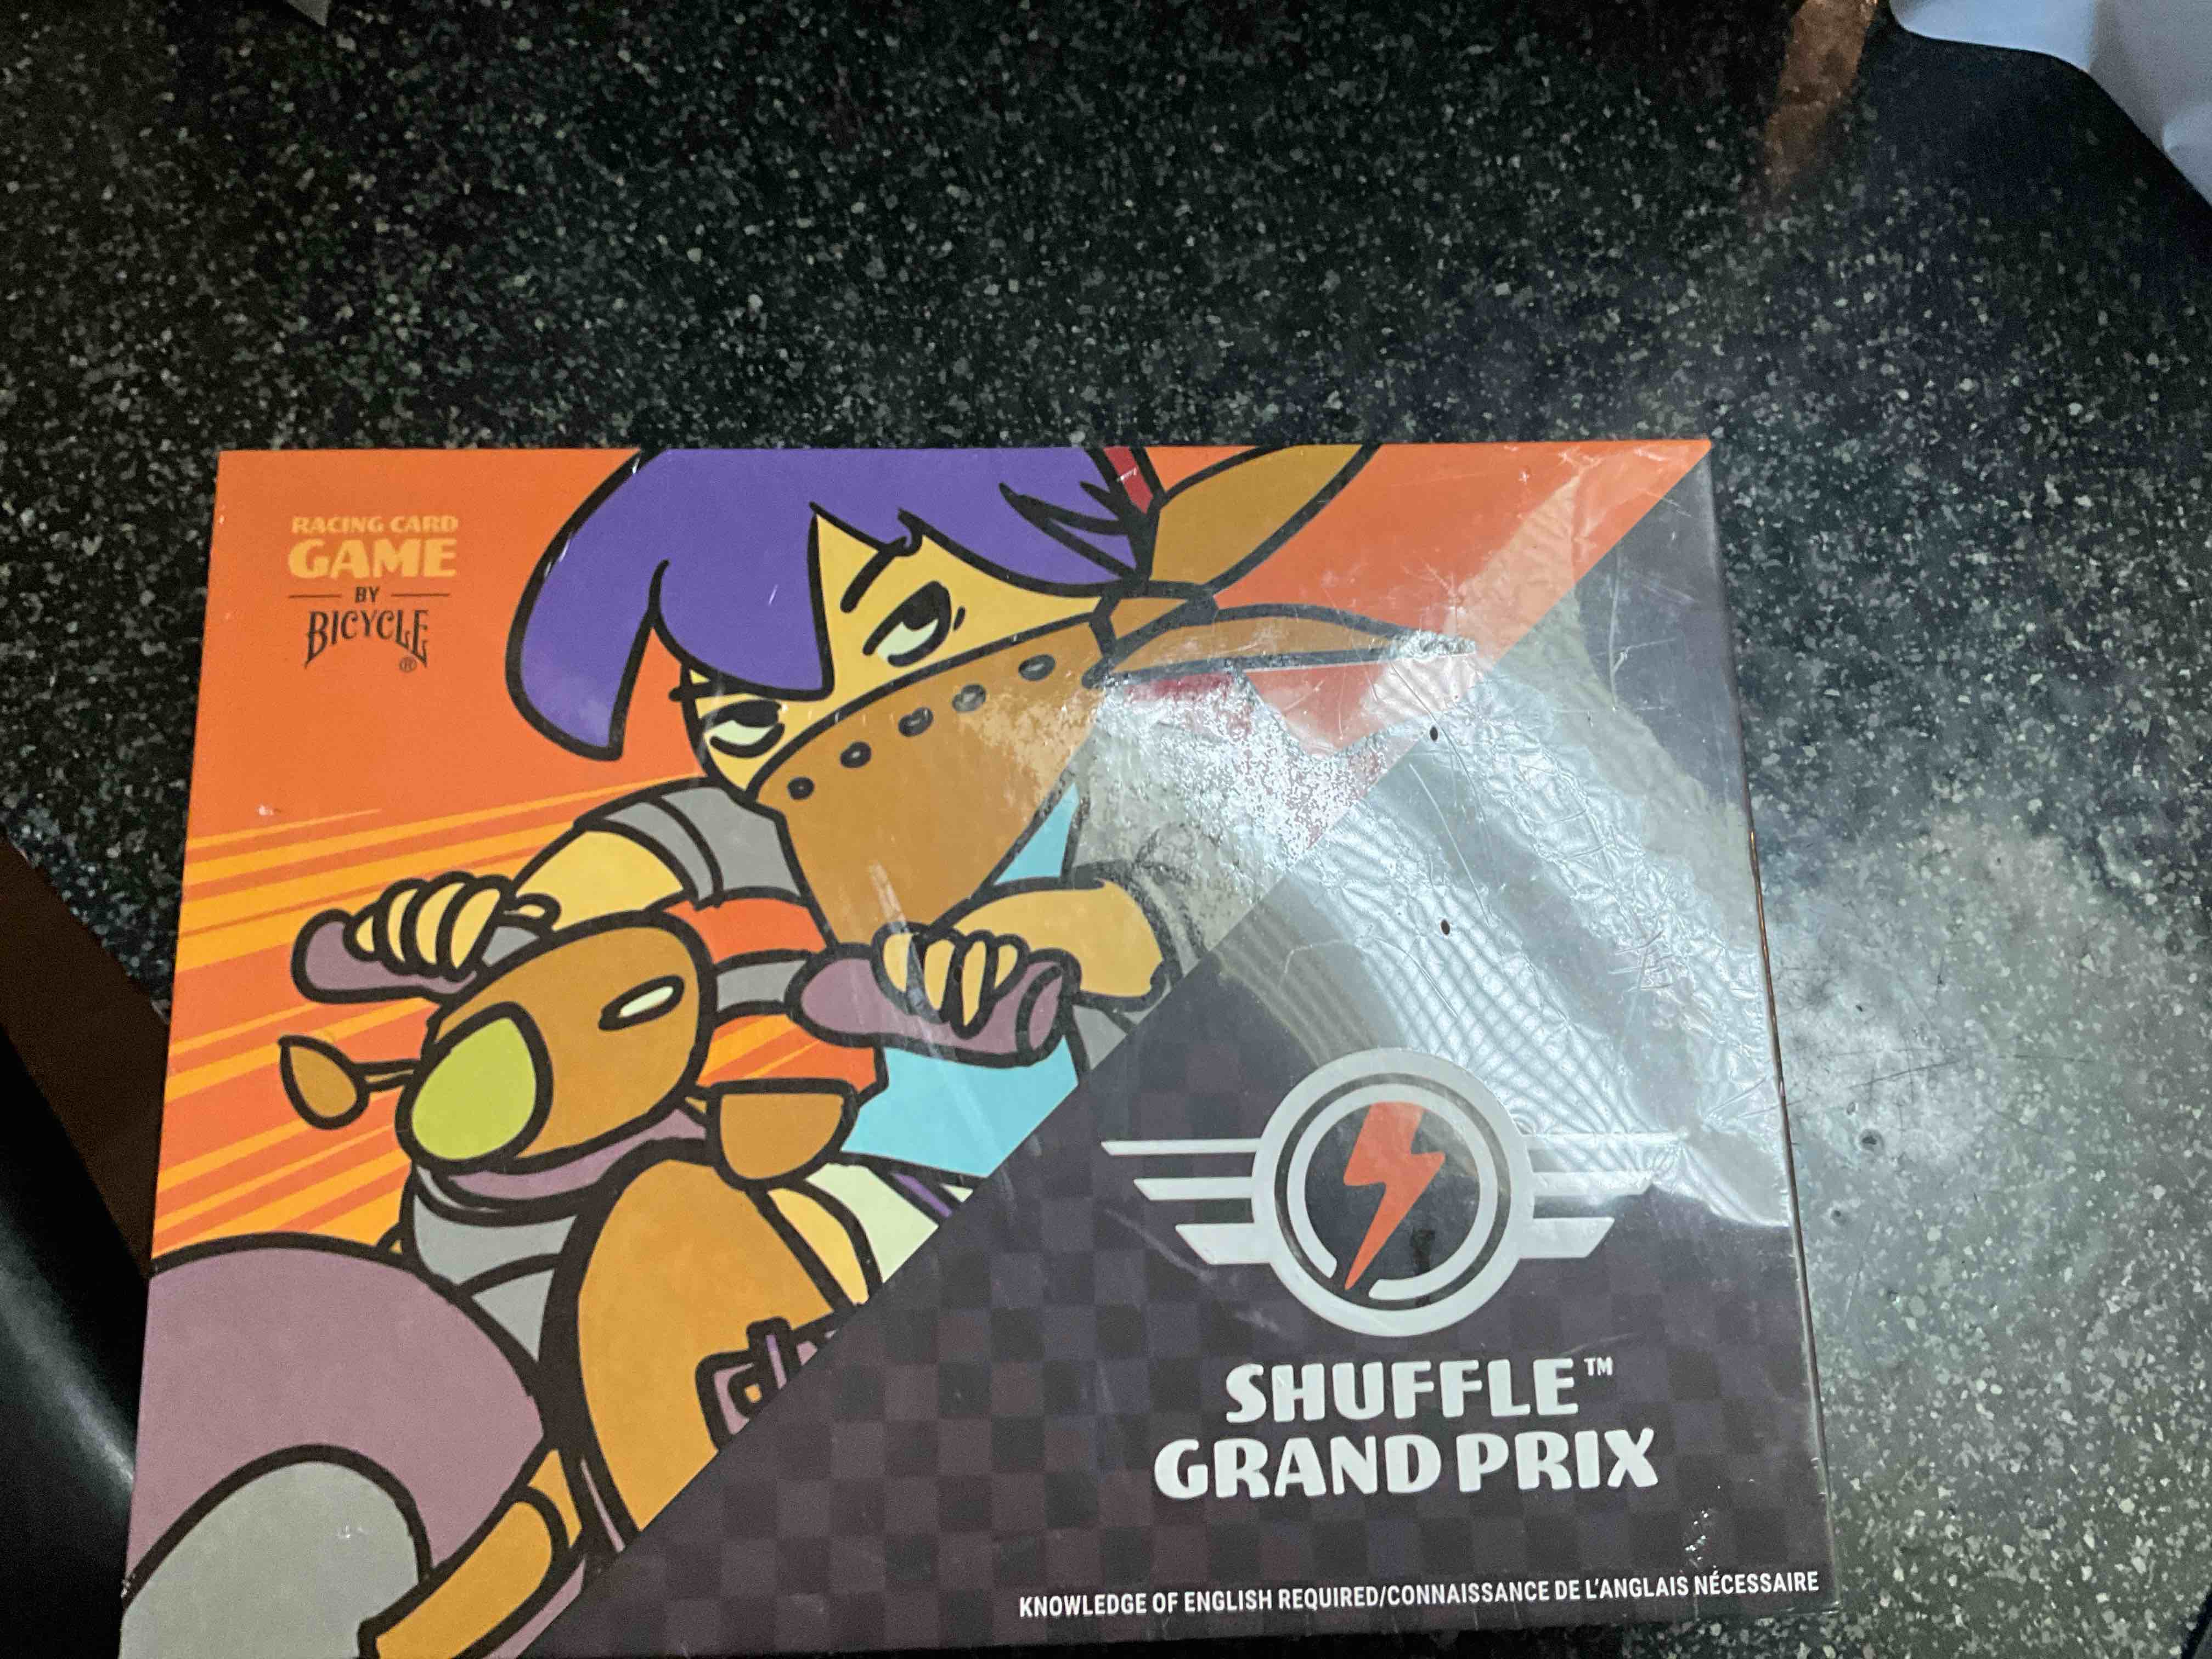 RACING CARD
GAME
BY
BICYCLE
®
SHUFFLE™
GRAND PRIX
KNOWLEDGE OF ENGLISH REQUIRED/CONNAISSANCE DE L'ANGLAIS NÉCESSAIRE